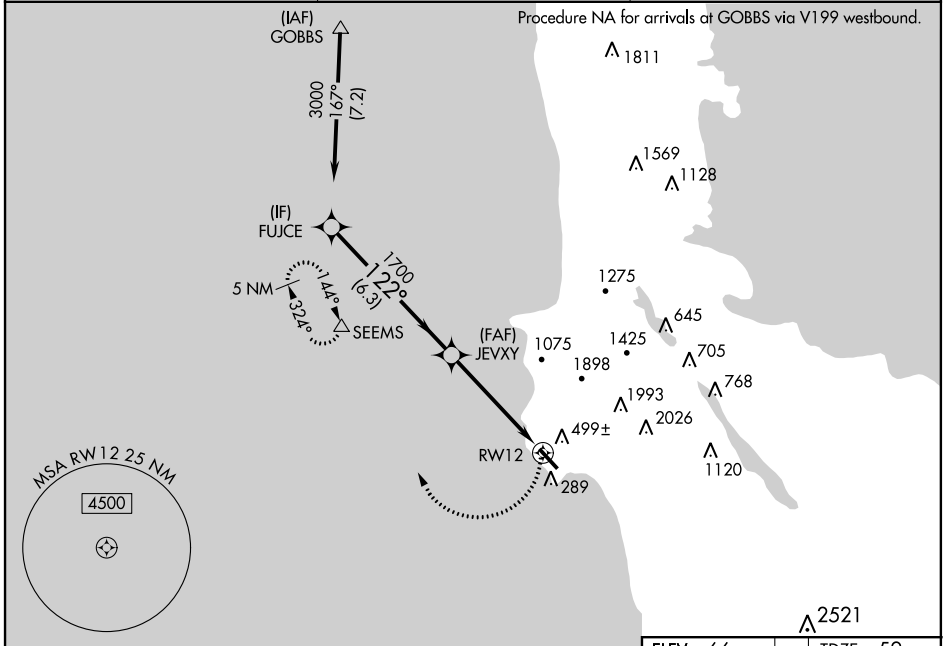 (IAF)
GOBBS
Procedure NA for arrivals at GOBBS via V199 westbound.
1811
3000
167°
(7.2)
1569
1128
(IF)
FUJCE
1700
122°
(6.3)
5 NM
144°
324°
SEEMS
1275
645
(FAF)
JEVXY
1075
1425
1898
705
768
1993
2026
499±
RW12
1120
289
MSA RW12 25 NM
4500
2521